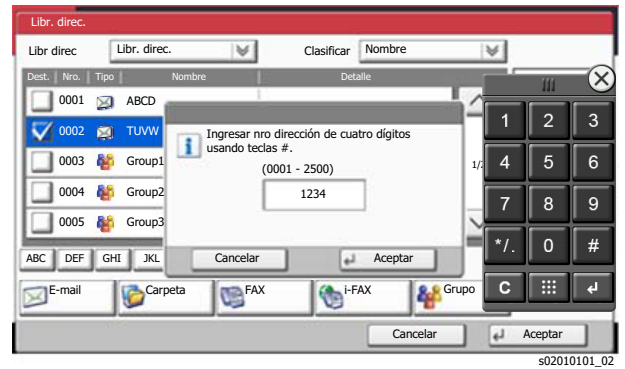 Libr. direc.
Libr direc Libr. direc. Clasificar Nombre
Dest. Nro. Tipo Nombre Detalle
0001 ABCD
0002 TUVW
0003 Group1
0004 Group2
0005 Group3
Ingresar nro dirección de cuatro dígitos
usando teclas #.
(0001 - 2500)
1234
Cancelar Aceptar
1 2 3
4 5 6
7 8 9
*/. 0 #
C
ABC DEF GHI JKL
E-mail Carpeta FAX i-FAX Grupo
Cancelar Aceptar
s02010101_02